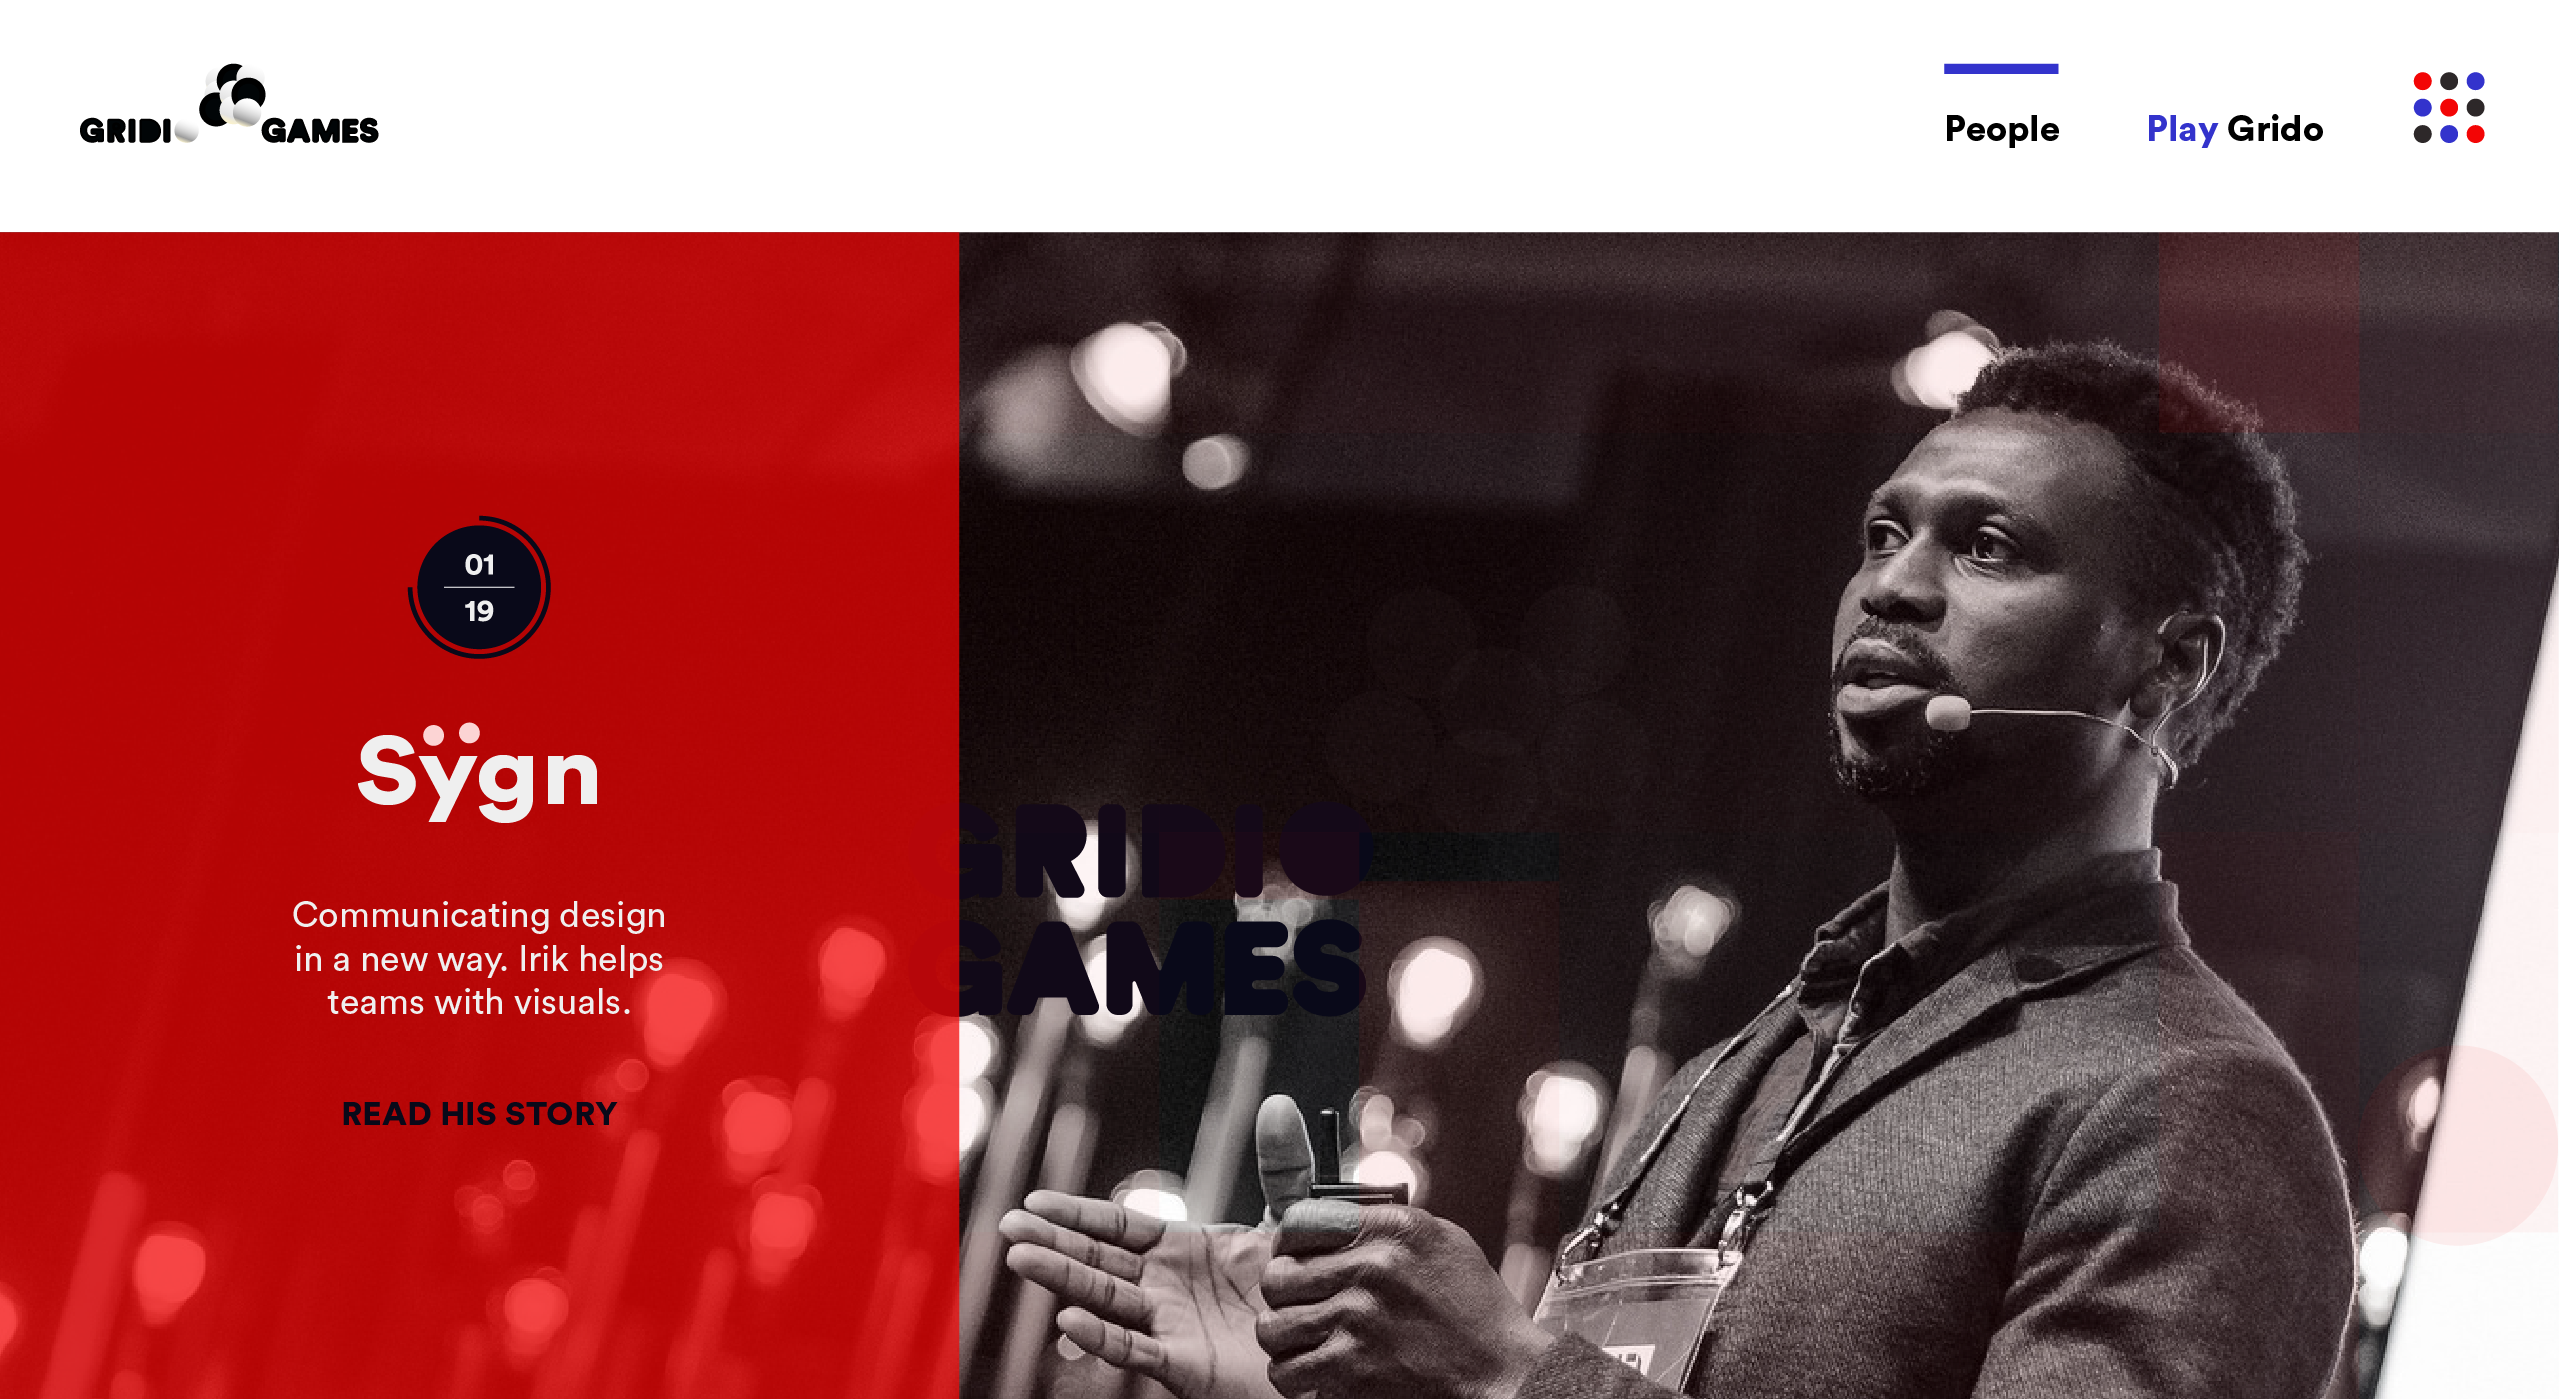 GRIDIO GAMES
People
Play Grido
01
19
Sÿgn
Communicating design
in a new way. Irik helps
teams with visuals.
READ HIS STORY
GRIDIO
GAMES